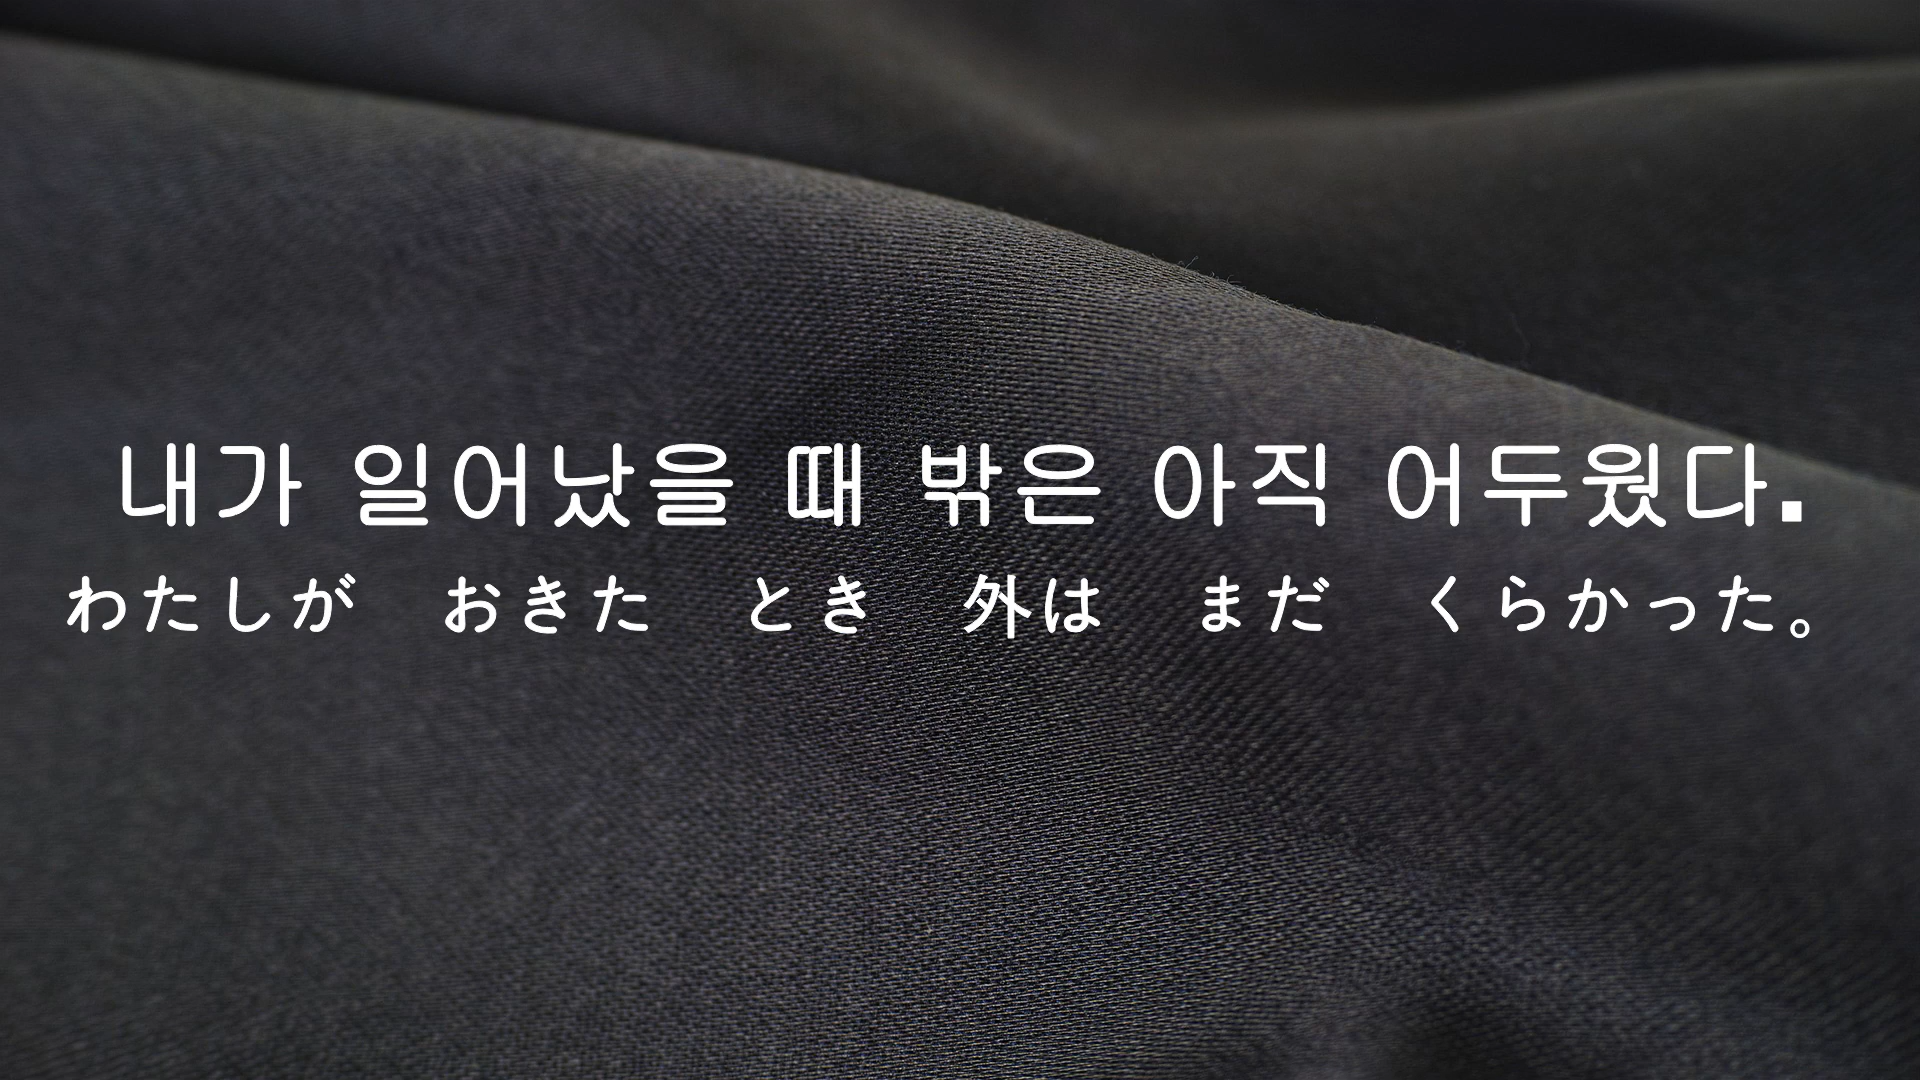 내가 일어났을 때 밖은 아직 어두웠다.
わたしが　おきた　とき　外は　まだ　くらかった。